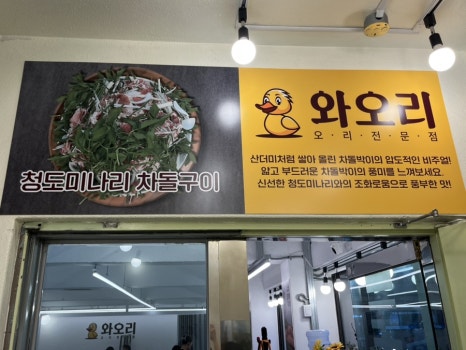 청도미나리 차돌구이
와오리
오·리·전·문·점
산더미처럼 쌓아 올린 차돌박이의 압도적인 비주얼!
얇고 부드러운 차돌박이의 풍미를 느껴보세요.
신선한 청도미나리와의 조화로움으로 풍부한 맛!
와오리